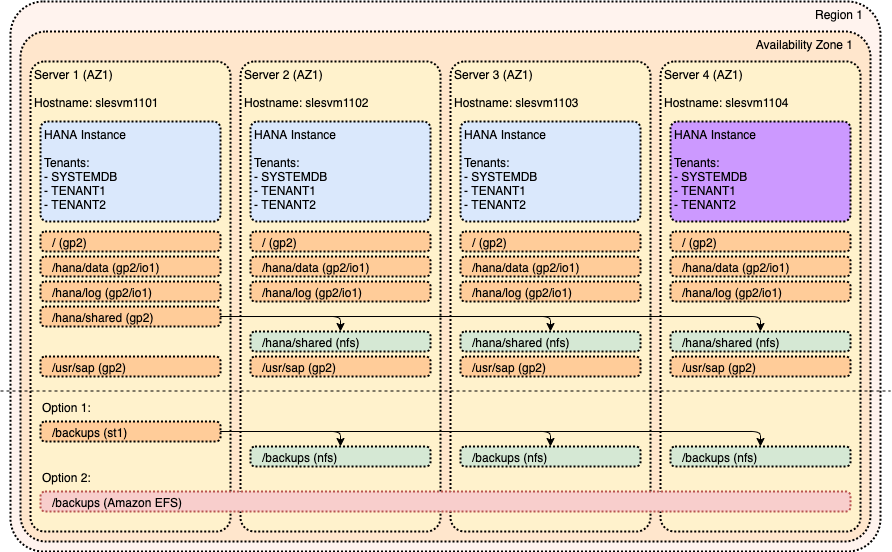 Region 1
Availability Zone 1
Server 1 (AZ1)
Hostname: slesvm1101
HANA Instance
Tenants:
- SYSTEMDB
- TENANT1
- TENANT2
/ (gp2)
/hana/data (gp2/io1)
/hana/log (gp2/io1)
/hana/shared (gp2)
/usr/sap (gp2)
Server 2 (AZ1)
Hostname: slesvm1102
HANA Instance
Tenants:
- SYSTEMDB
- TENANT1
- TENANT2
/ (gp2)
/hana/data (gp2/io1)
/hana/log (gp2/io1)
/hana/shared (nfs)
/usr/sap (gp2)
Server 3 (AZ1)
Hostname: slesvm1103
HANA Instance
Tenants:
- SYSTEMDB
- TENANT1
- TENANT2
/ (gp2)
/hana/data (gp2/io1)
/hana/log (gp2/io1)
/hana/shared (nfs)
/usr/sap (gp2)
Server 4 (AZ1)
Hostname: slesvm1104
HANA Instance
Tenants:
- SYSTEMDB
- TENANT1
- TENANT2
/ (gp2)
/hana/data (gp2/io1)
/hana/log (gp2/io1)
/hana/shared (nfs)
/usr/sap (gp2)
Option 1:
/backups (st1)
/backups (nfs)
/backups (nfs)
/backups (nfs)
Option 2:
/backups (Amazon EFS)